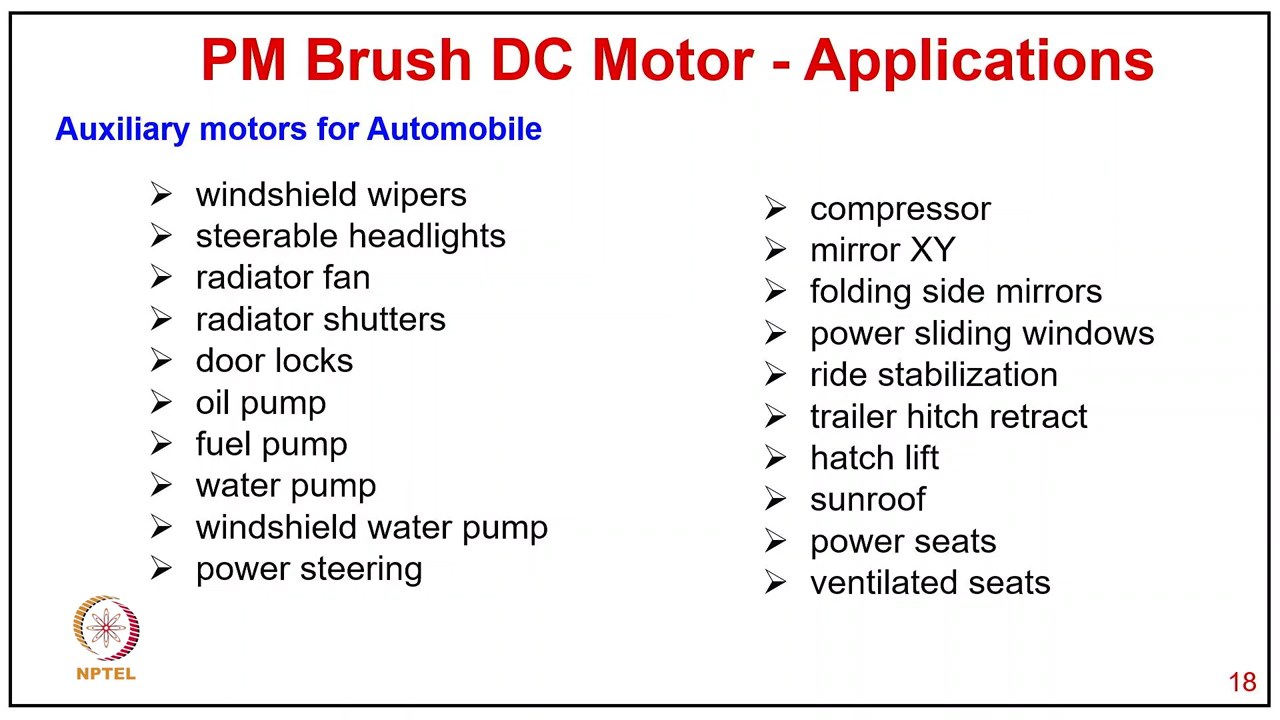 PM Brush DC Motor - Applications
Auxiliary motors for Automobile
➢ windshield wipers
➢ steerable headlights
➢ radiator fan
➢ radiator shutters
➢ door locks
➢ oil pump
➢ fuel pump
➢ water pump
➢ windshield water pump
➢ power steering
➢ compressor
➢ mirror XY
➢ folding side mirrors
➢ power sliding windows
➢ ride stabilization
➢ trailer hitch retract
➢ hatch lift
➢ sunroof
➢ power seats
➢ ventilated seats
NPTEL
18